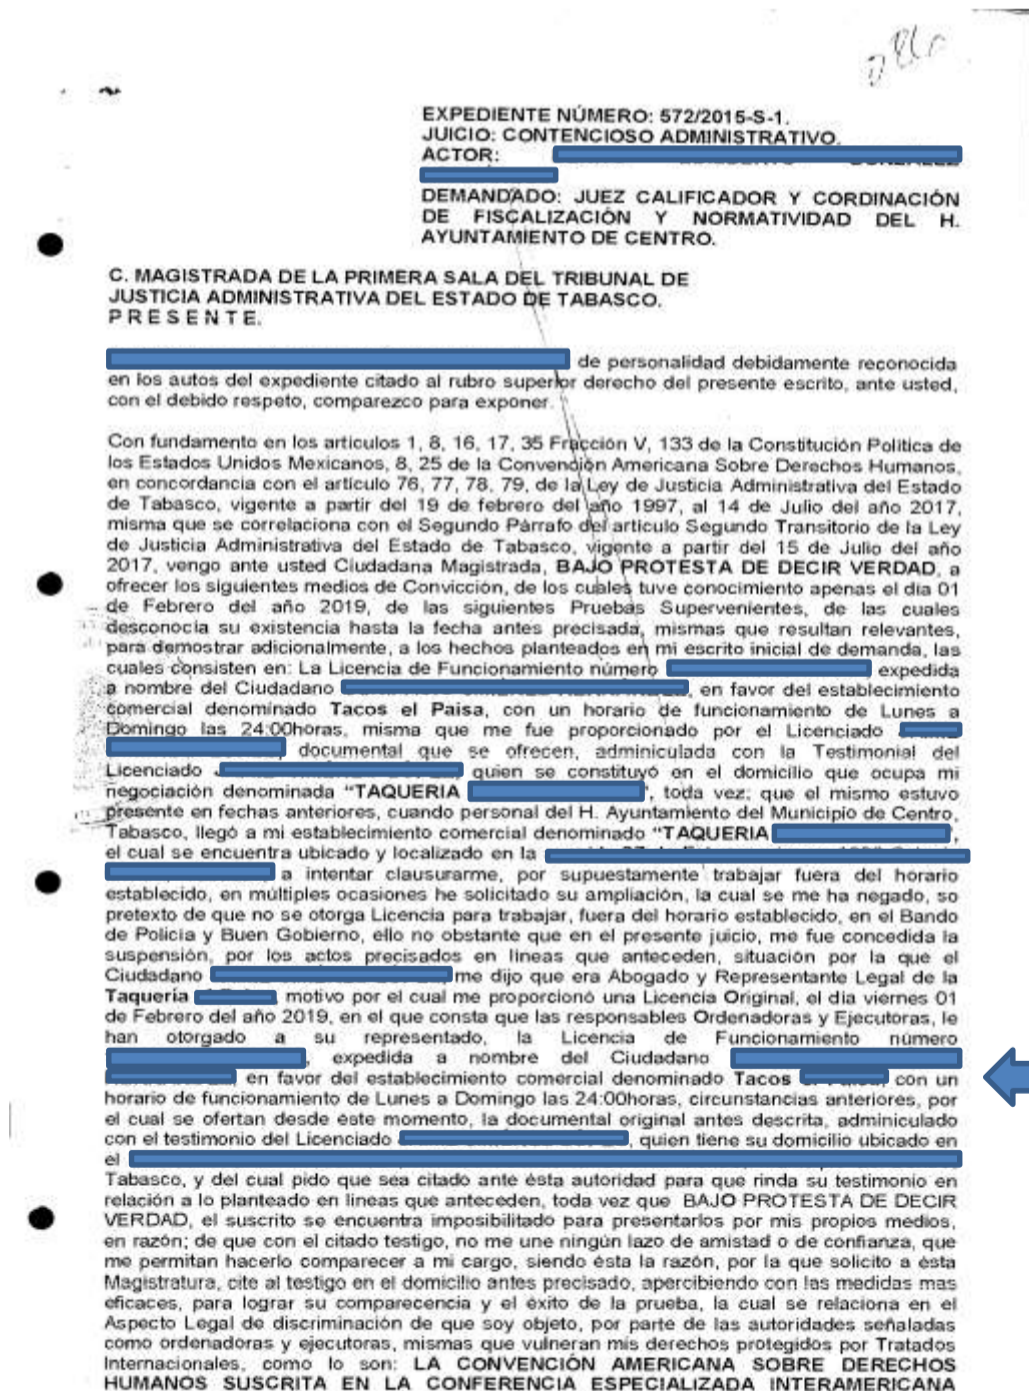 EXPEDIENTE NÚMERO: 572/2015-S-1.
JUICIO: CONTENCIOSO ADMINISTRATIVO.
ACTOR:
DEMANDADO: JUEZ CALIFICADOR Y CORDINACIÓN
DE FISCALIZACIÓN Y NORMATIVIDAD DEL H.
AYUNTAMIENTO DE CENTRO.
C. MAGISTRADA DE LA PRIMERA SALA DEL TRIBUNAL DE
JUSTICIA ADMINISTRATIVA DEL ESTADO DE TABASCO.
P R E S E N T E.
de personalidad debidamente reconocida
en los autos del expediente citado al rubro superior derecho del presente escrito, ante usted,
con el debido respeto, comparezco para exponer.
Con fundamento en los articulos 1, 8, 16, 17, 35 Fracción V, 133 de la Constitución Politica de
los Estados Unidos Mexicanos, 8, 25 de la Convención Americana Sobre Derechos Humanos,
en concordancia con el artículo 76, 77, 78, 79, de la Ley de Justicia Administrativa del Estado
de Tabasco, vigente a partir del 19 de febrero del año 1997, al 14 de Julio del año 2017,
misma que se correlaciona con el Segundo Párrafo del articulo Segundo Transitorio de la Ley
de Justicia Administrativa del Estado de Tabasco, vigente a partir del 15 de Julio del año
2017, vengo ante usted Ciudadana Magistrada, BAJO PROTESTA DE DECIR VERDAD, a
ofrecer los siguientes medios de Convicción, de los cuales tuve conocimiento apenas el dia 01
de Febrero del año 2019, de las siguientes Pruebas Supervenientes, de las cuales
desconocia su existencia hasta la fecha antes precisada, mismas que resultan relevantes,
para demostrar adicionalmente, a los hechos planteados en mi escrito inicial de demanda, las
cuales consisten en: La Licencia de Funcionamiento número expedida
a nombre del Ciudadano , en favor del establecimiento
comercial denominado Tacos el Paisa, con un horario de funcionamiento de Lunes a
Domingo las 24:00horas, misma que me fue proporcionado por el Licenciado
, documental que se ofrecen, adminiculada con la Testimonial del
Licenciado quien se constituyó en el domicilio que ocupa mi
negociación denominada "TAQUERIA ", toda vez; que el mismo estuvo
presente en fechas anteriores, cuando personal del H. Ayuntamiento del Municipio de Centro,
Tabasco, llegó a mi establecimiento comercial denominado "TAQUERIA ,
el cual se encuentra ubicado y localizado en la
a intentar clausurarme, por supuestamente trabajar fuera del horario
establecido, en múltiples ocasiones he solicitado su ampliación, la cual se me ha negado, so
pretexto de que no se otorga Licencia para trabajar, fuera del horario establecido, en el Bando
de Policia y Buen Gobierno, ello no obstante que en el presente juicio, me fue concedida la
suspensión, por los actos precisados en lineas que anteceden, situación por la que el
Ciudadano me dijo que era Abogado y Representante Legal de la
Taquería motivo por el cual me proporcionó una Licencia Original, el dia viernes 01
de Febrero del año 2019, en el que consta que las responsables Ordenadoras y Ejecutoras, le
han otorgado a su representado, la Licencia de Funcionamiento número
, expedida a nombre del Ciudadano
, en favor del establecimiento comercial denominado Tacos con un
horario de funcionamiento de Lunes a Domingo las 24:00horas, circunstancias anteriores, por
el cual se ofertan desde este momento, la documental original antes descrita, adminiculado
con el testimonio del Licenciado , quien tiene su domicilio ubicado en
el
Tabasco, y del cual pido que sea citado ante ésta autoridad para que rinda su testimonio en
relación a lo planteado en lineas que anteceden, toda vez que BAJO PROTESTA DE DECIR
VERDAD, el suscrito se encuentra imposibilitado para presentarlos por mis propios medios,
en razón; de que con el citado testigo, no me une ningún lazo de amistad o de confianza, que
me permitan hacerlo comparecer a mi cargo, siendo ésta la razón, por la que solicito a ésta
Magistratura, cite al testigo en el domicilio antes precisado, apercibiendo con las medidas mas
eficaces, para lograr su comparecencia y el éxito de la prueba, la cual se relaciona en el
Aspecto Legal de discriminación de que soy objeto, por parte de las autoridades señaladas
como ordenadoras y ejecutoras, mismas que vulneran mis derechos protegidos por Tratados
Internacionales, como lo son: LA CONVENCIÓN AMERICANA SOBRE DERECHOS
HUMANOS SUSCRITA EN LA CONFERENCIA ESPECIALIZADA INTERAMERICANA